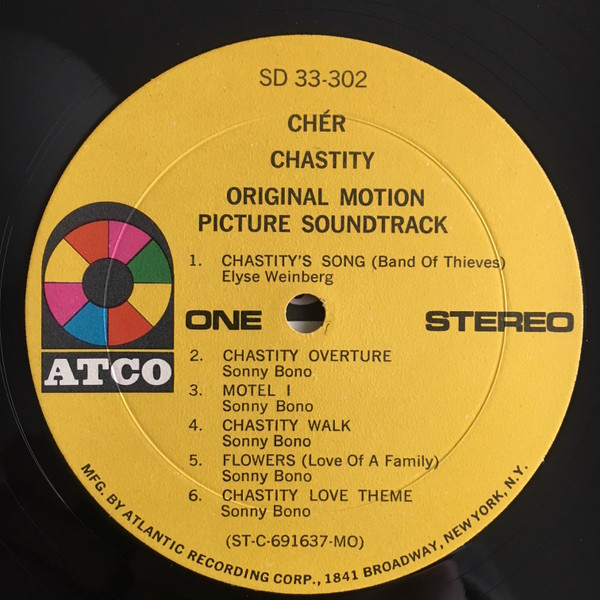 SD 33-302
CHÉR
CHASTITY
ORIGINAL MOTION
PICTURE SOUNDTRACK
1. CHASTITY'S SONG (Band Of Thieves)
Elyse Weinberg
ONE STEREO
ATCO
2. CHASTITY OVERTURE
Sonny Bono
3. MOTEL I
Sonny Bono
4. CHASTITY WALK
Sonny Bono
5. FLOWERS (Love Of A Family)
Sonny Bono
6. CHASTITY LOVE THEME
Sonny Bono
(ST-C-691637-MO)
MFG. BY ATLANTIC RECORDING CORP., 1841 BROADWAY, NEW YORK, N.Y.